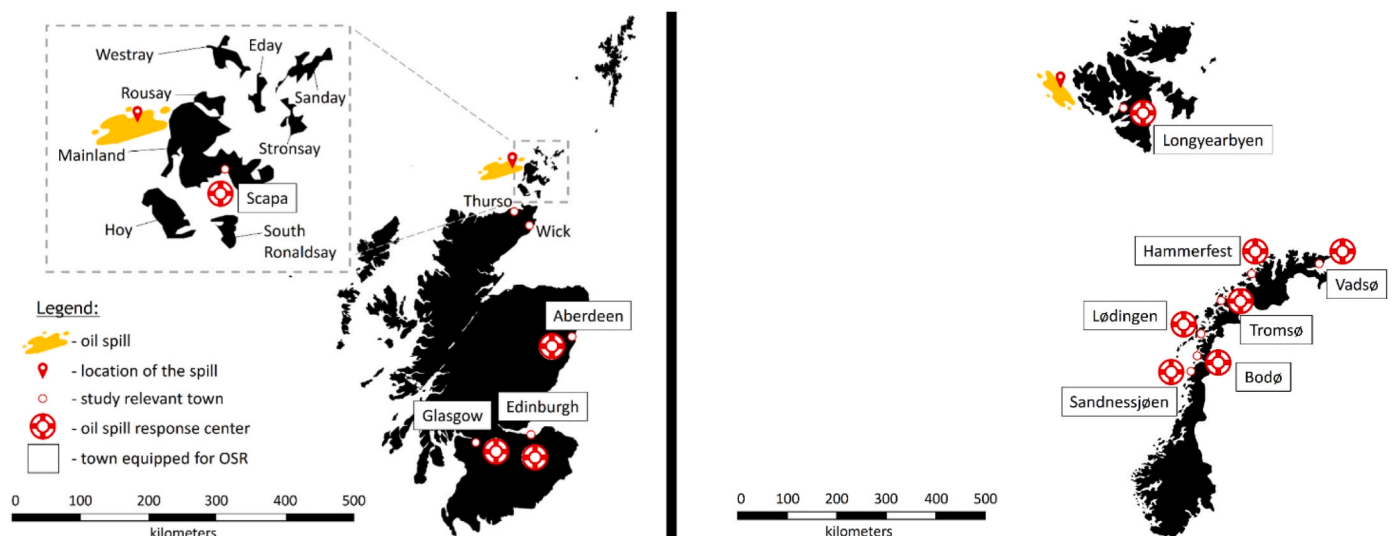 Westray
Eday
Rousay
Sanday
Mainland
Stronsay
Scapa
Hoy
South
Ronaldsay
Thurso
Wick
Aberdeen
Glasgow
Edinburgh
Legend:
- oil spill
- location of the spill
- study relevant town
- oil spill response center
- town equipped for OSR
0 100 200 300 400 500
kilometers
Longyearbyen
Hammerfest
Vadsø
Lødingen
Tromsø
Bodø
Sandnessjøen
0 100 200 300 400 500
kilometers